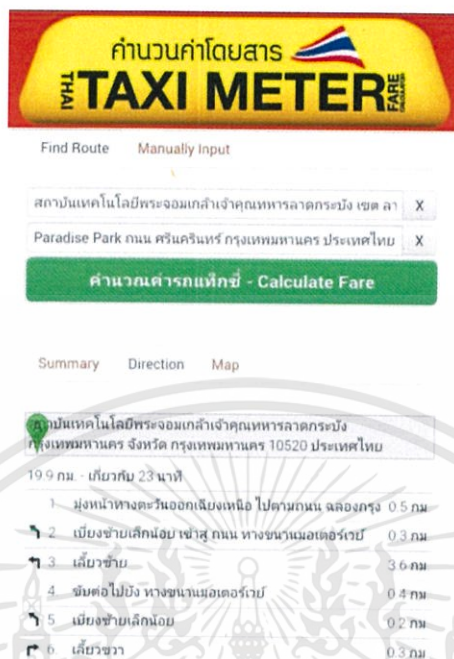 คำนวนค่าโดยสาร
THAI TAXI METER FARE CALCULATOR
Find Route Manually Input
สถาบันเทคโนโลยีพระจอมเกล้าเจ้าคุณทหารลาดกระบัง เขต ลา X
Paradise Park ถนน ศรีนครินทร์ กรุงเทพมหานคร ประเทศไทย X
คำนวณค่ารถแท็กซี่ - Calculate Fare
Summary Direction Map
สถาบันเทคโนโลยีพระจอมเกล้าเจ้าคุณทหารลาดกระบัง
กรุงเทพมหานคร จังหวัด กรุงเทพมหานคร 10520 ประเทศไทย
19.9 กม. - เกี่ยวกับ 23 นาที
1. มุ่งหน้าทางตะวันออกเฉียงเหนือ ไปตามถนน ฉลองกรุง 0.5 กม
2. เบี่ยงซ้ายเล็กน้อย เข้าสู่ ถนน ทางขนานมอเตอร์เวย์ 0.3 กม
3. เลี้ยวซ้าย 3.6 กม
4. ขับต่อไปยัง ทางขนานมอเตอร์เวย์ 0.4 กม
5. เบี่ยงซ้ายเล็กน้อย 0.2 กม
6. เลี้ยวขวา 0.3 กม